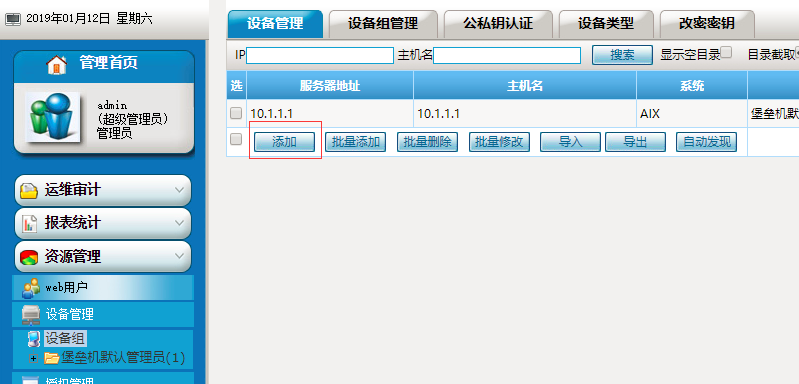 2019年01月12日 星期六
管理首页
admin
(超级管理员)
管理员
运维审计
报表统计
资源管理
web用户
设备管理
设备组
堡垒机默认管理员(1)
设备管理 设备组管理 公私钥认证 设备类型 改密密钥
IP 主机名 搜索 显示空目录 目录截取
选 服务器地址 主机名 系统
10.1.1.1 10.1.1.1 AIX 堡垒机默
添加 批量添加 批量删除 批量修改 导入 导出 自动发现